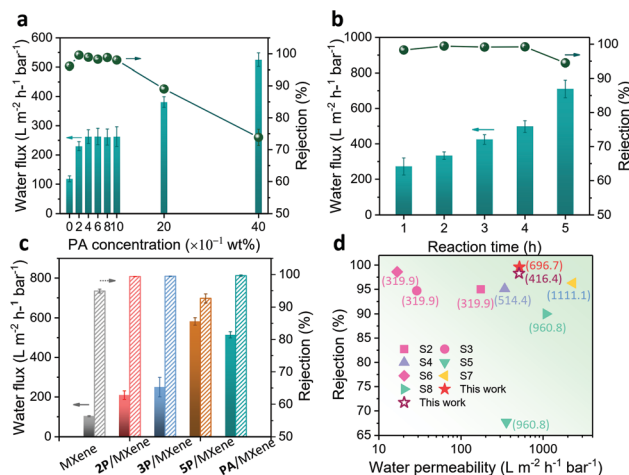 a
Water flux (L m⁻² h⁻¹ bar⁻¹)
600
500
400
300
200
100
0
100
90
80
70
60
50
Rejection (%)
0 2 4 6 8 10 20 40
PA concentration (×10⁻¹ wt%)
b
Water flux (L m⁻² h⁻¹ bar⁻¹)
1000
800
600
400
200
0
100
90
80
70
60
50
Rejection (%)
1 2 3 4 5
Reaction time (h)
c
Water flux (L m⁻² h⁻¹ bar⁻¹)
800
600
400
200
0
100
90
80
70
60
50
Rejection (%)
MXene 2P/MXene 3P/MXene 5P/MXene PA/MXene
d
Rejection (%)
100
95
90
85
80
75
70
65
(319.9)
(319.9)
(319.9)
(514.4)
(696.7)
(416.4)
(1111.1)
(960.8)
(960.8)
S2 S3
S4 S5
S6 S7
S8 This work
This work
10 100 1000
Water permeability (L m⁻² h⁻¹ bar⁻¹)